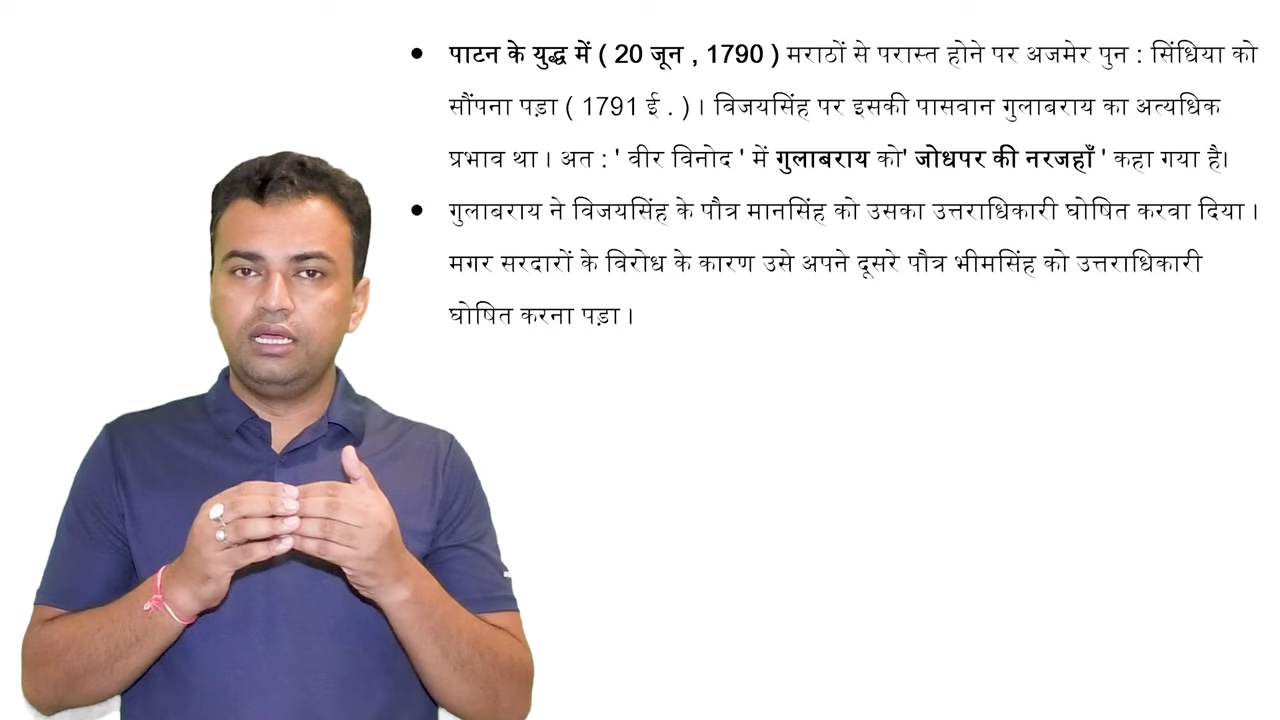 • पाटन के युद्ध में ( 20 जून , 1790 ) मराठों से परास्त होने पर अजमेर पुन : सिंधिया को
सौंपना पड़ा ( 1791 ई . ) । विजयसिंह पर इसकी पासवान गुलाबराय का अत्यधिक
प्रभाव था । अत : ' वीर विनोद ' में गुलाबराय को' जोधपर की नरजहाँ ' कहा गया है।
• गुलाबराय ने विजयसिंह के पौत्र मानसिंह को उसका उत्तराधिकारी घोषित करवा दिया ।
मगर सरदारों के विरोध के कारण उसे अपने दूसरे पौत्र भीमसिंह को उत्तराधिकारी
घोषित करना पड़ा ।